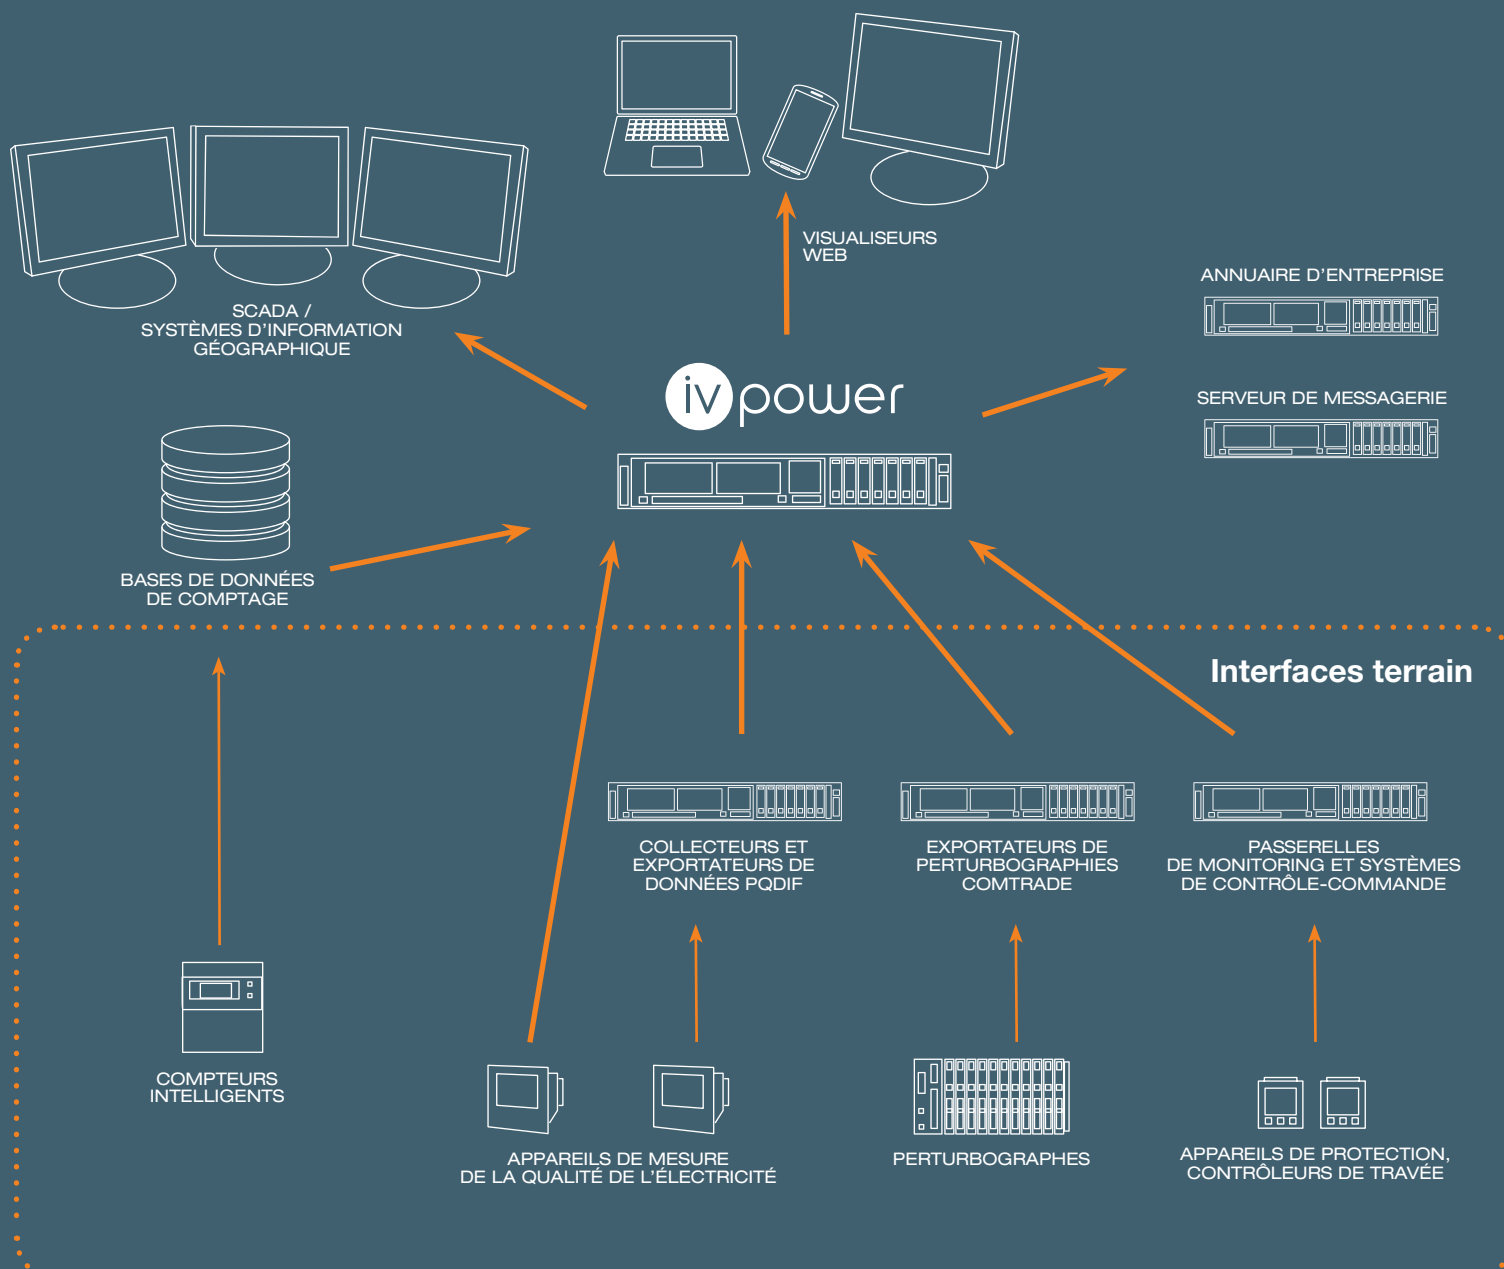 VISUALISEURS
WEB
SCADA /
SYSTÈMES D’INFORMATION
GÉOGRAPHIQUE
ANNUAIRE D’ENTREPRISE
SERVEUR DE MESSAGERIE
ivpower
BASES DE DONNÉES
DE COMPTAGE
Interfaces terrain
COLLECTEURS ET
EXPORTATEURS DE
DONNÉES PQDIF
EXPORTATEURS DE
PERTURBOGRAPHIES
COMTRADE
PASSERELLES
DE MONITORING ET SYSTÈMES
DE CONTRÔLE-COMMANDE
COMPTEURS
INTELLIGENTS
APPAREILS DE MESURE
DE LA QUALITÉ DE L’ÉLECTRICITÉ
PERTURBOGRAPHES
APPAREILS DE PROTECTION,
CONTRÔLEURS DE TRAVÉE